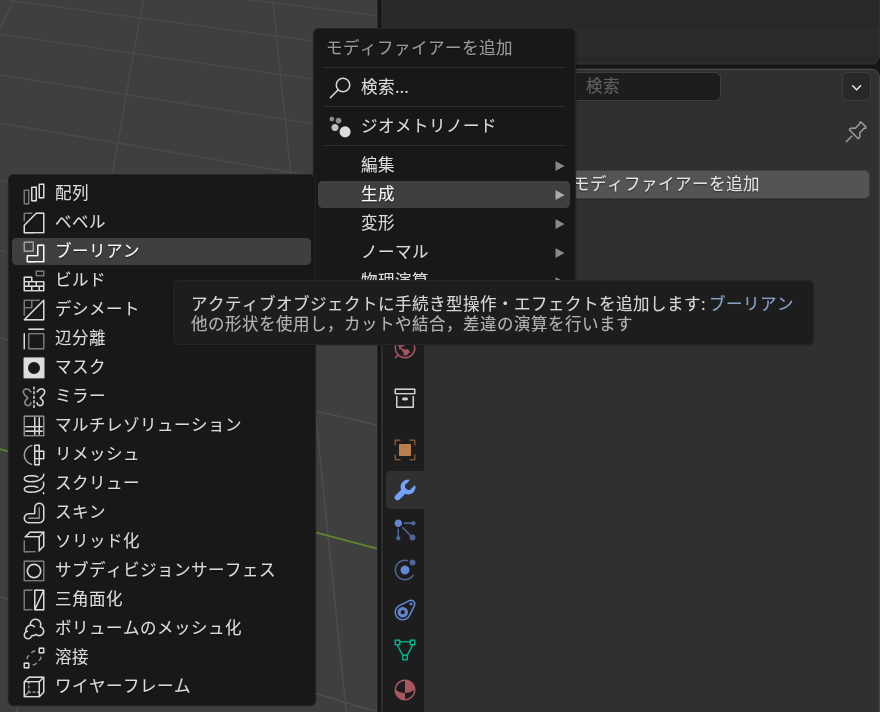 モディファイアーを追加
検索...
検索
ジオメトリノード
編集
モディファイアーを追加
生成
変形
ノーマル
物理演算
配列
ベベル
ブーリアン
ビルド
デシメート
辺分離
マスク
ミラー
マルチレゾリューション
リメッシュ
スクリュー
スキン
ソリッド化
サブディビジョンサーフェス
三角面化
ボリュームのメッシュ化
溶接
ワイヤーフレーム
アクティブオブジェクトに手続き型操作・エフェクトを追加します: ブーリアン
他の形状を使用し，カットや結合，差違の演算を行います